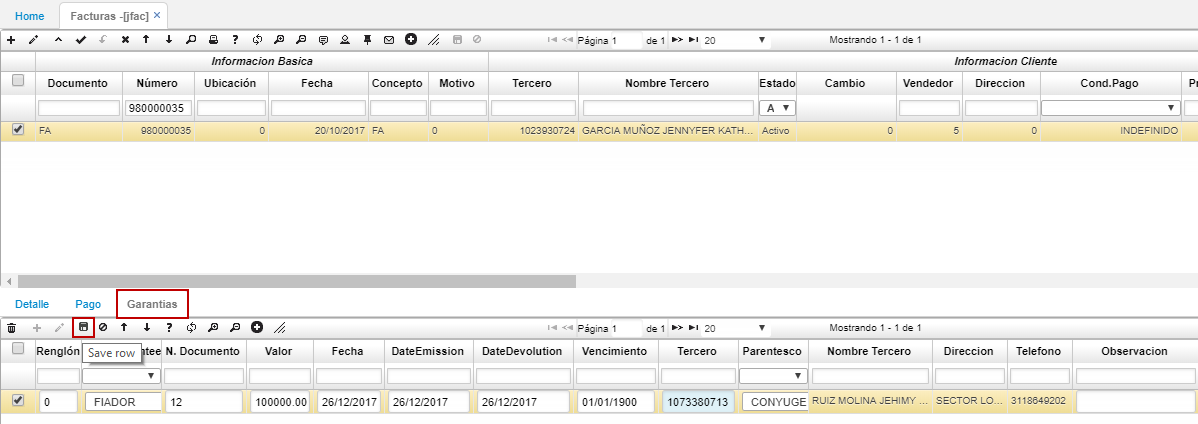 Home Facturas -[jfac] ×
Página 1 de 1 20 Mostrando 1 - 1 de 1
Informacion Basica Informacion Cliente
Documento Número Ubicación Fecha Concepto Motivo Tercero Nombre Tercero Estado Cambio Vendedor Direccion Cond.Pago
980000035 A
FA 980000035 0 20/10/2017 FA 0 1023930724 GARCIA MUÑOZ JENNYFER KATH... Activo 0 5 0 INDEFINIDO
Detalle Pago Garantias
Página 1 de 1 20 Mostrando 1 - 1 de 1
Save row
Renglón N. Documento Valor Fecha DateEmission DateDevolution Vencimiento Tercero Parentesco Nombre Tercero Direccion Telefono Observacion
0 FIADOR 12 100000.00 26/12/2017 26/12/2017 26/12/2017 01/01/1900 1073380713 CONYUGE RUIZ MOLINA JEHIMY ... SECTOR LO... 3118649202